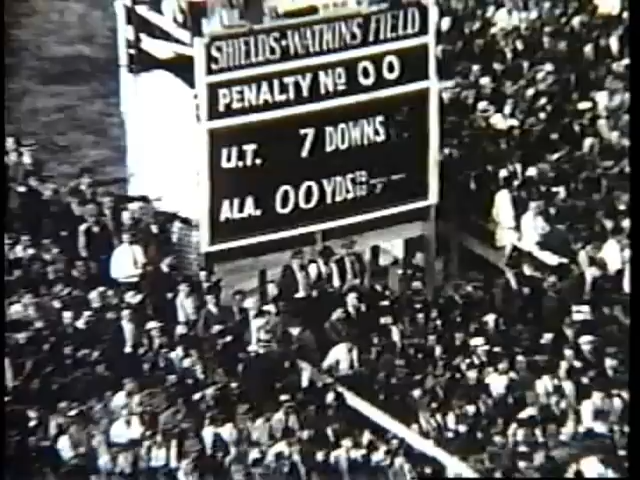 SHIELDS-WATKINS FIELD
PENALTY Nº 00
U.T. 7 DOWNS
ALA. 00 YDS